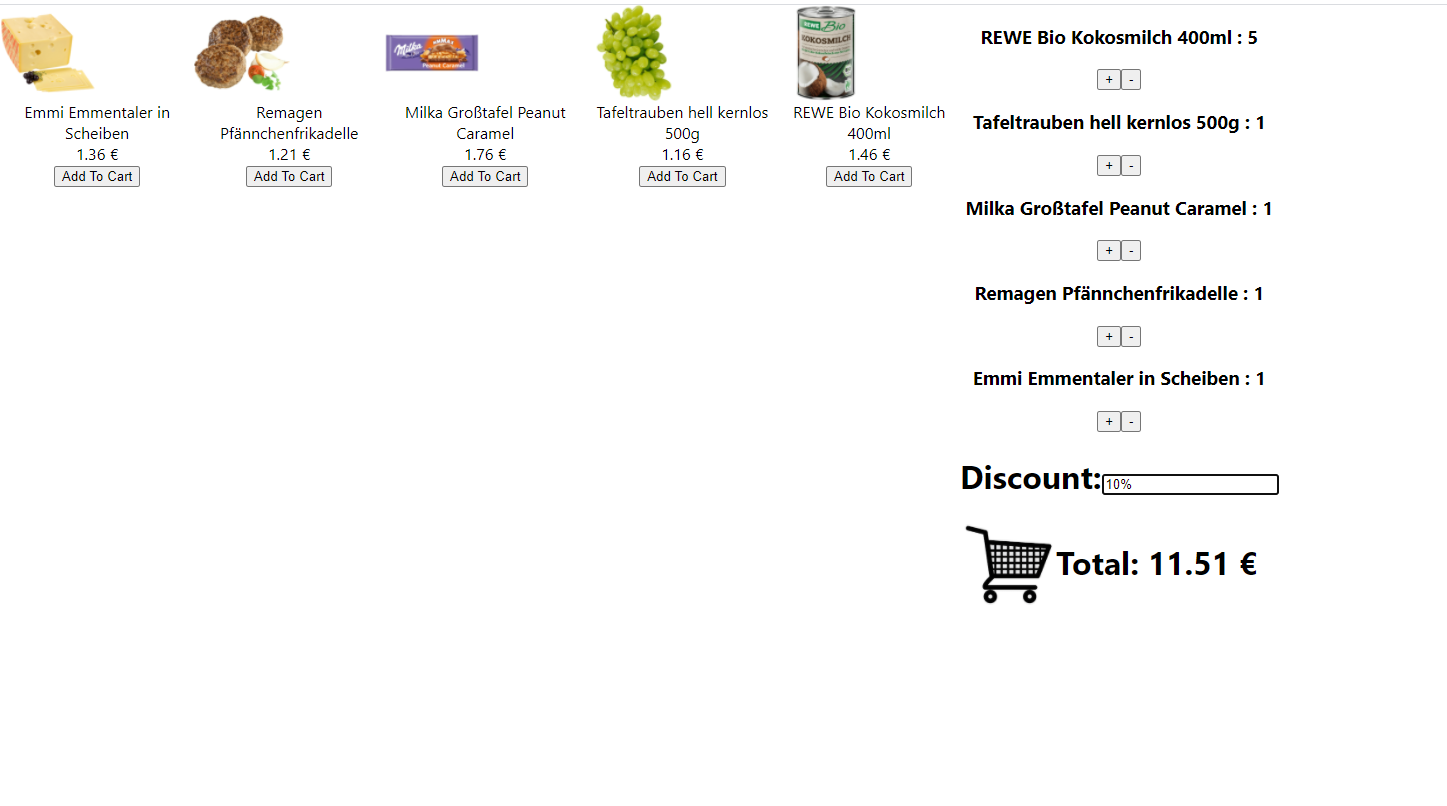 Emmi Emmentaler in
Scheiben
1.36 €
Add To Cart
Remagen
Pfännchenfrikadelle
1.21 €
Add To Cart
Milka
Peanut Caramel
Milka Großtafel Peanut
Caramel
1.76 €
Add To Cart
Tafeltrauben hell kernlos
500g
1.16 €
Add To Cart
REWE Bio
KOKOSMILCH
REWE Bio Kokosmilch
400ml
1.46 €
Add To Cart
REWE Bio Kokosmilch 400ml : 5
+ -
Tafeltrauben hell kernlos 500g : 1
+ -
Milka Großtafel Peanut Caramel : 1
+ -
Remagen Pfännchenfrikadelle : 1
+ -
Emmi Emmentaler in Scheiben : 1
+ -
Discount: 10%
Total: 11.51 €